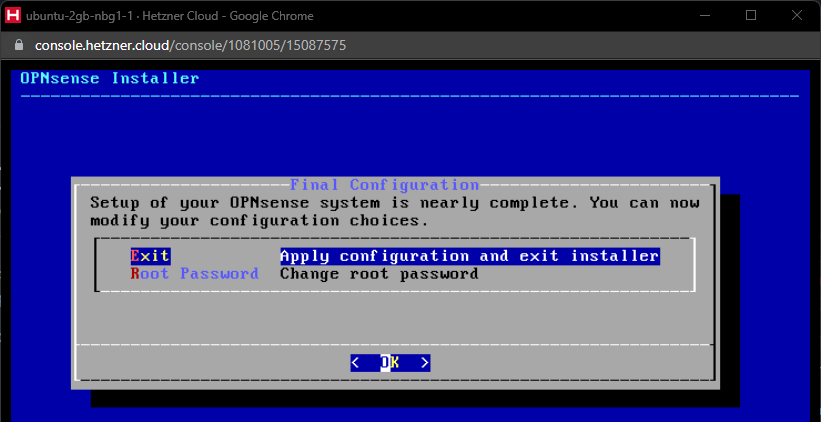 H ubuntu-2gb-nbg1-1 · Hetzner Cloud - Google Chrome
console.hetzner.cloud/console/1081005/15087575
OPNsense Installer
Final Configuration
Setup of your OPNsense system is nearly complete. You can now
modify your configuration choices.
Exit Apply configuration and exit installer
Root Password Change root password
< OK >